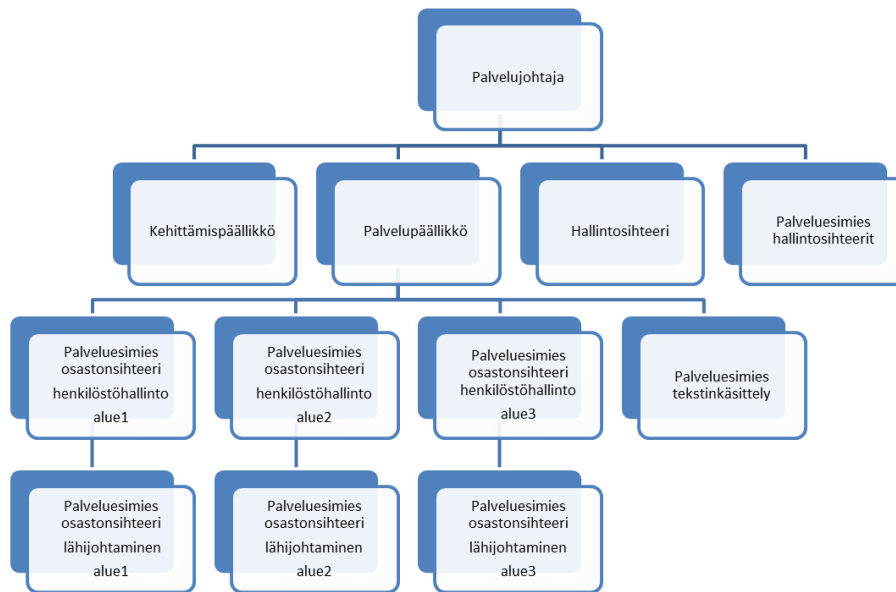 Palvelujohtaja
Kehittämispäällikkö
Palvelupäällikkö
Hallintosihteeri
Palveluesimies
hallintosihteerit
Palveluesimies
osastonsihteeri
henkilöstöhallinto
alue1
Palveluesimies
osastonsihteeri
henkilöstöhallinto
alue2
Palveluesimies
osastonsihteeri
henkilöstöhallinto
alue3
Palveluesimies
tekstinkäsittely
Palveluesimies
osastonsihteeri
lähijohtaminen
alue1
Palveluesimies
osastonsihteeri
lähijohtaminen
alue2
Palveluesimies
osastonsihteeri
lähijohtaminen
alue3